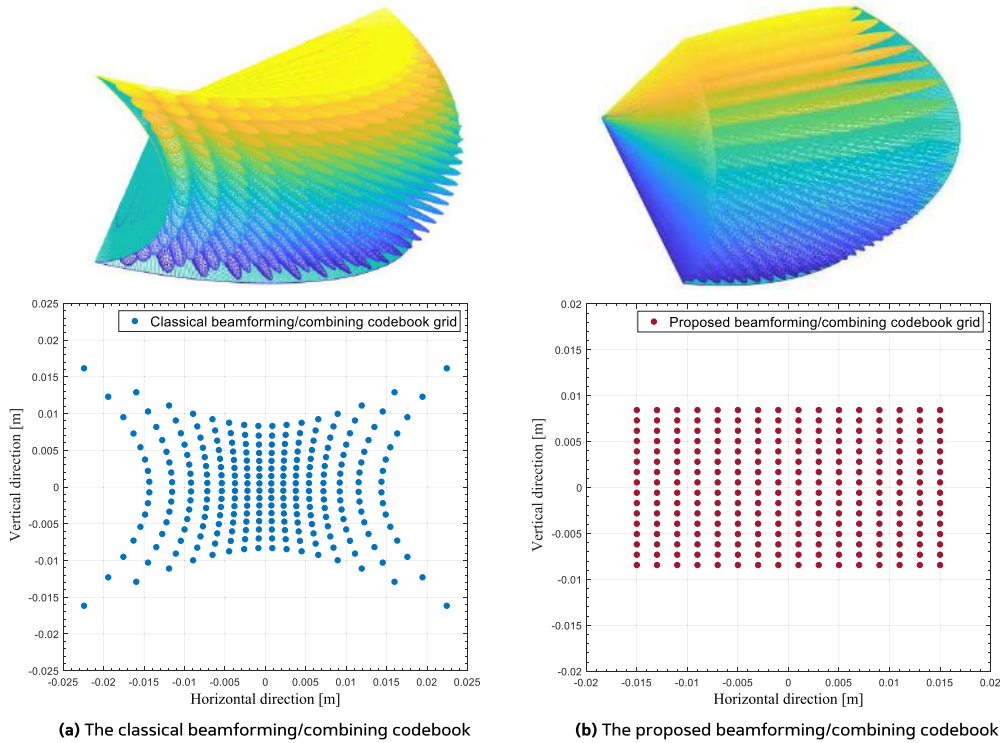 Classical beamforming/combining codebook grid
Vertical direction [m]
0.025
0.02
0.015
0.01
0.005
0
-0.005
-0.01
-0.015
-0.02
-0.025
-0.025 -0.02 -0.015 -0.01 -0.005 0 0.005 0.01 0.015 0.02 0.025
Horizontal direction [m]
(a) The classical beamforming/combining codebook
Proposed beamforming/combining codebook grid
Vertical direction [m]
0.02
0.015
0.01
0.005
0
-0.005
-0.01
-0.015
-0.02
-0.02 -0.015 -0.01 -0.005 0 0.005 0.01 0.015 0.02
Horizontal direction [m]
(b) The proposed beamforming/combining codebook